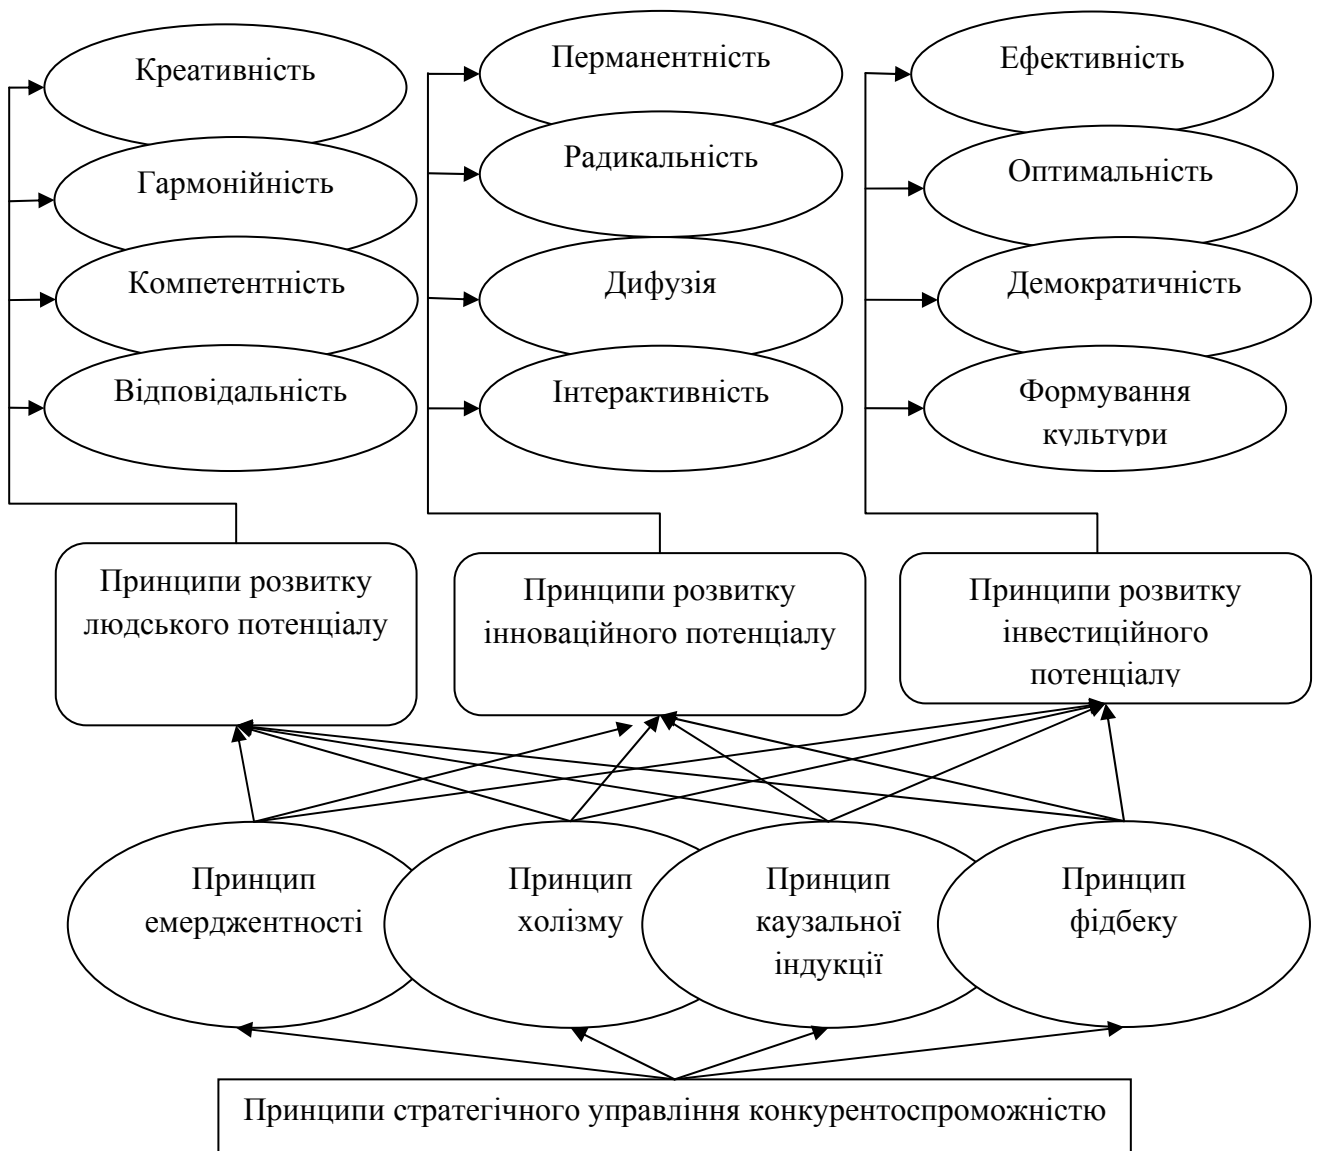 Креативність
Гармонійність
Компетентність
Відповідальність
Перманентність
Радикальність
Дифузія
Інтерактивність
Ефективність
Оптимальність
Демократичність
Формування
культури
Принципи розвитку
людського потенціалу
Принципи розвитку
інноваційного потенціалу
Принципи розвитку
інвестиційного
потенціалу
Принцип
емерджентності
Принцип
холізму
Принцип
каузальної
індукції
Принцип
фідбеку
Принципи стратегічного управління конкурентоспроможністю